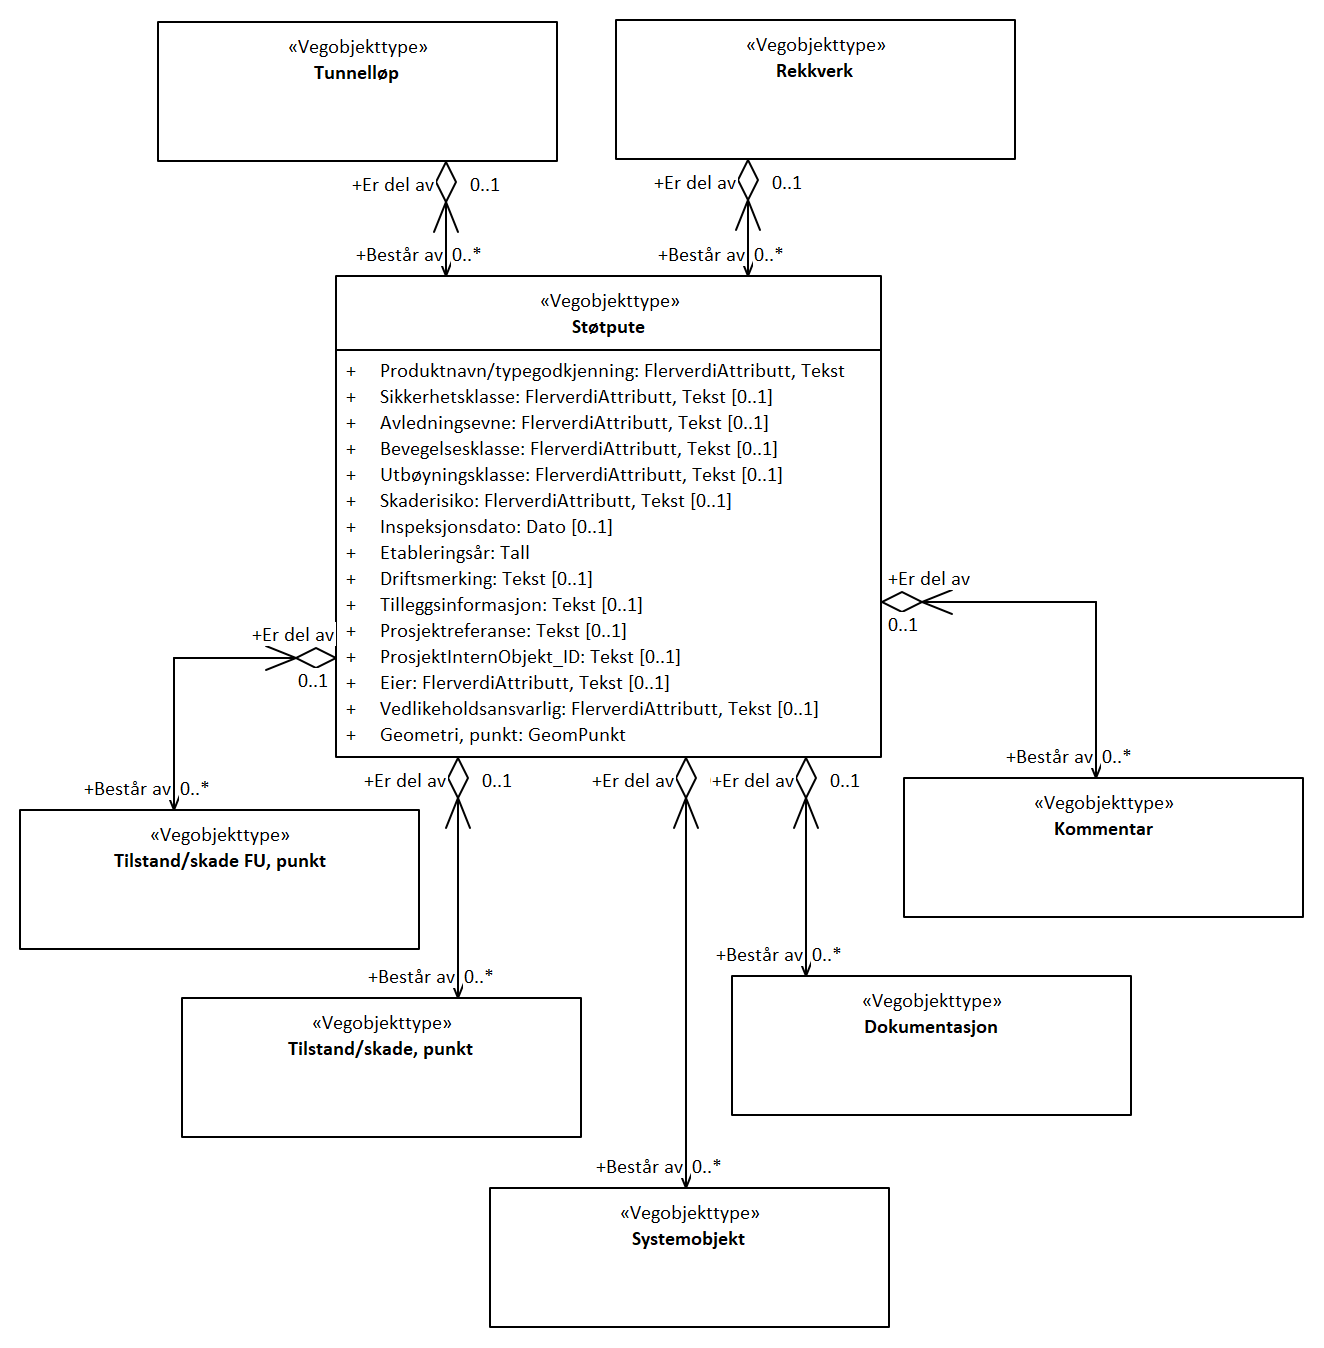 «Vegobjekttype»
Tunnelløp
«Vegobjekttype»
Rekkverk
+Er del av 0..1
+Består av 0..*
+Er del av 0..1
+Består av 0..*
«Vegobjekttype»
Støtpute
+ Produktnavn/typegodkjenning: FlerverdiAttributt, Tekst
+ Sikkerhetsklasse: FlerverdiAttributt, Tekst [0..1]
+ Avledningsevne: FlerverdiAttributt, Tekst [0..1]
+ Bevegelsesklasse: FlerverdiAttributt, Tekst [0..1]
+ Utbøyningsklasse: FlerverdiAttributt, Tekst [0..1]
+ Skaderisiko: FlerverdiAttributt, Tekst [0..1]
+ Inspeksjonsdato: Dato [0..1]
+ Etableringsår: Tall
+ Driftsmerking: Tekst [0..1]
+ Tilleggsinformasjon: Tekst [0..1]
+ Prosjektreferanse: Tekst [0..1]
+ ProsjektInternObjekt_ID: Tekst [0..1]
+ Eier: FlerverdiAttributt, Tekst [0..1]
+ Vedlikeholdsansvarlig: FlerverdiAttributt, Tekst [0..1]
+ Geometri, punkt: GeomPunkt
+Er del av
0..1
+Består av 0..*
«Vegobjekttype»
Kommentar
+Er del av
0..1
+Består av 0..*
«Vegobjekttype»
Tilstand/skade FU, punkt
+Er del av 0..1
+Består av 0..*
«Vegobjekttype»
Tilstand/skade, punkt
+Er del av
+Består av 0..*
«Vegobjekttype»
Systemobjekt
+Er del av 0..1
+Består av 0..*
«Vegobjekttype»
Dokumentasjon